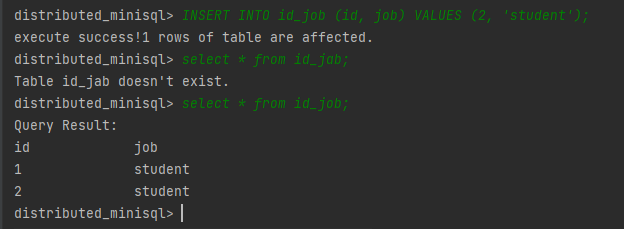 distributed_minisql> INSERT INTO id_job (id, job) VALUES (2, 'student');
execute success!1 rows of table are affected.
distributed_minisql> select * from id_jab;
Table id_jab doesn't exist.
distributed_minisql> select * from id_job;
Query Result:
id job
1 student
2 student
distributed_minisql>